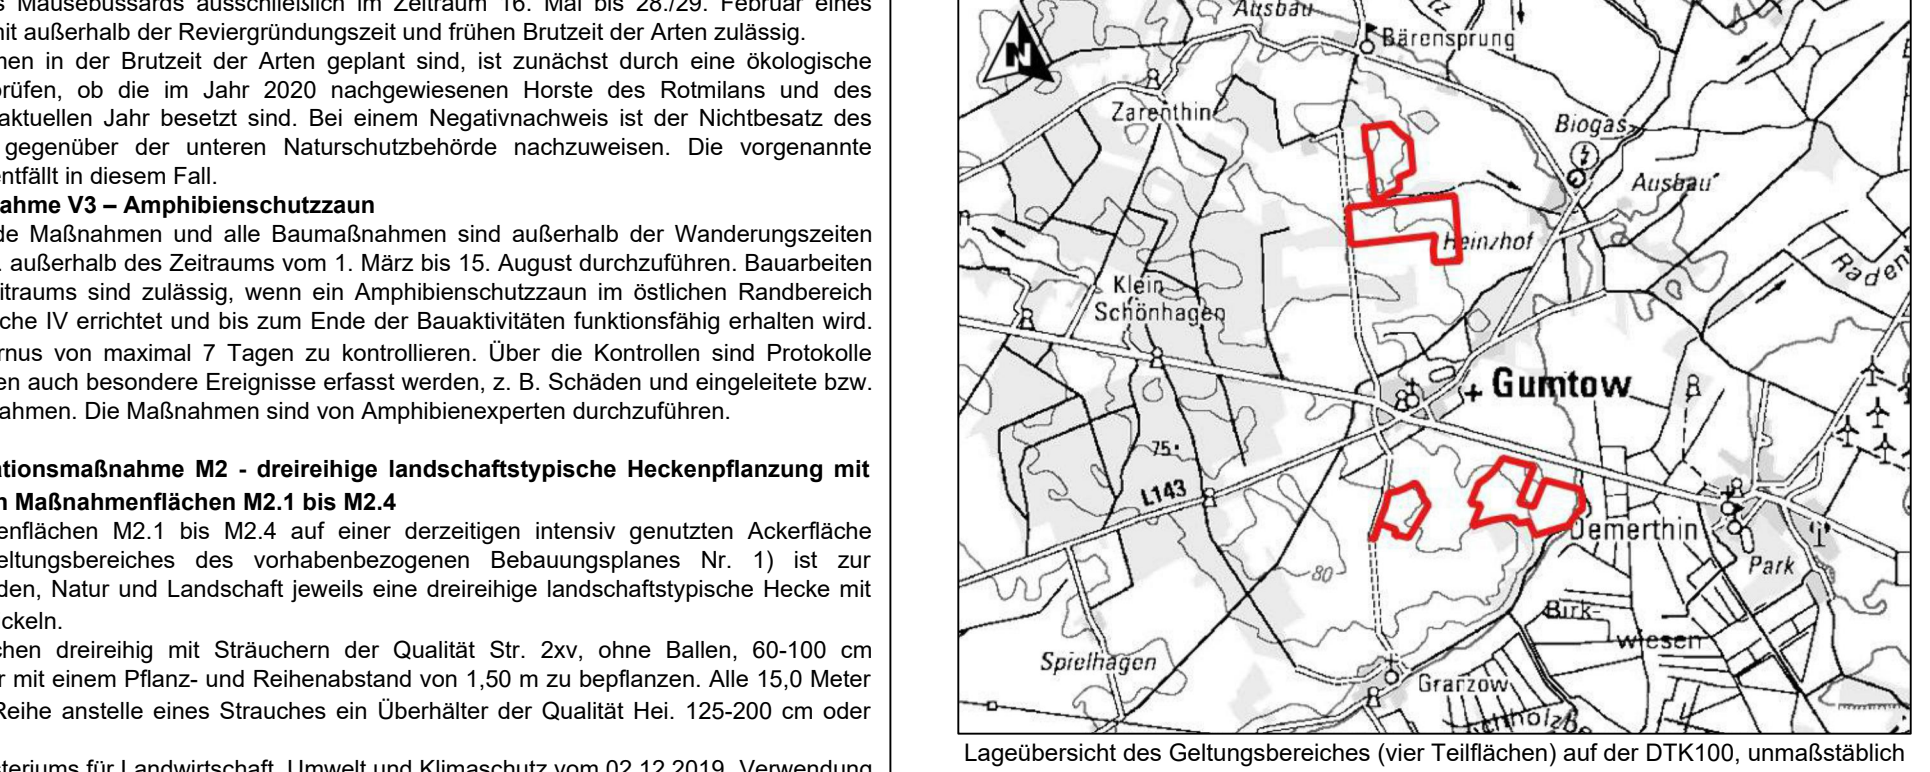 s Mäusebussards ausschließlich im Zeitraum 16. Mai bis 28./29. Februar eines
mit außerhalb der Reviergründungszeit und frühen Brutzeit der Arten zulässig.
men in der Brutzeit der Arten geplant sind, ist zunächst durch eine ökologische
prüfen, ob die im Jahr 2020 nachgewiesenen Horste des Rotmilans und des
aktuellen Jahr besetzt sind. Bei einem Negativnachweis ist der Nichtbesatz des
gegenüber der unteren Naturschutzbehörde nachzuweisen. Die vorgenannte
entfällt in diesem Fall.
ahme V3 – Amphibienschutzzaun
de Maßnahmen und alle Baumaßnahmen sind außerhalb der Wanderungszeiten
. außerhalb des Zeitraums vom 1. März bis 15. August durchzuführen. Bauarbeiten
eitraums sind zulässig, wenn ein Amphibienschutzzaun im östlichen Randbereich
che IV errichtet und bis zum Ende der Bauaktivitäten funktionsfähig erhalten wird.
rnus von maximal 7 Tagen zu kontrollieren. Über die Kontrollen sind Protokolle
en auch besondere Ereignisse erfasst werden, z. B. Schäden und eingeleitete bzw.
ahmen. Die Maßnahmen sind von Amphibienexperten durchzuführen.
ationsmaßnahme M2 - dreireihige landschaftstypische Heckenpflanzung mit
n Maßnahmenflächen M2.1 bis M2.4
enflächen M2.1 bis M2.4 auf einer derzeitigen intensiv genutzten Ackerfläche
eltungsbereiches des vorhabenbezogenen Bebauungsplanes Nr. 1) ist zur
den, Natur und Landschaft jeweils eine dreireihige landschaftstypische Hecke mit
ckeln.
chen dreireihig mit Sträuchern der Qualität Str. 2xv, ohne Ballen, 60-100 cm
r mit einem Pflanz- und Reihenabstand von 1,50 m zu bepflanzen. Alle 15,0 Meter
Reihe anstelle eines Strauches ein Überhälter der Qualität Hei. 125-200 cm oder
steriums für Landwirtschaft, Umwelt und Klimaschutz vom 02.12.2019, Verwendung
N
Ausbau
Bärensprung
Zarenthin
Biogas
Ausbau
Heinzhof
Raden
Klein
Schönhagen
Gumtow
75
L143
Demerthin
80
Park
Birk-
wiesen
Spielhagen
Granzow
Lageübersicht des Geltungsbereiches (vier Teilflächen) auf der DTK100, unmaßstäblich